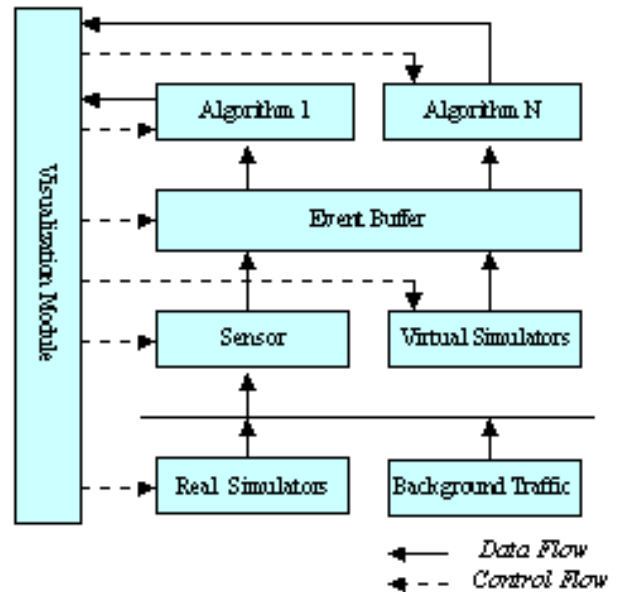 Visualization Module
Algorithm 1
Algorithm N
Event Buffer
Sensor
Virtual Simulators
Real Simulators
Background Traffic
Data Flow
Control Flow